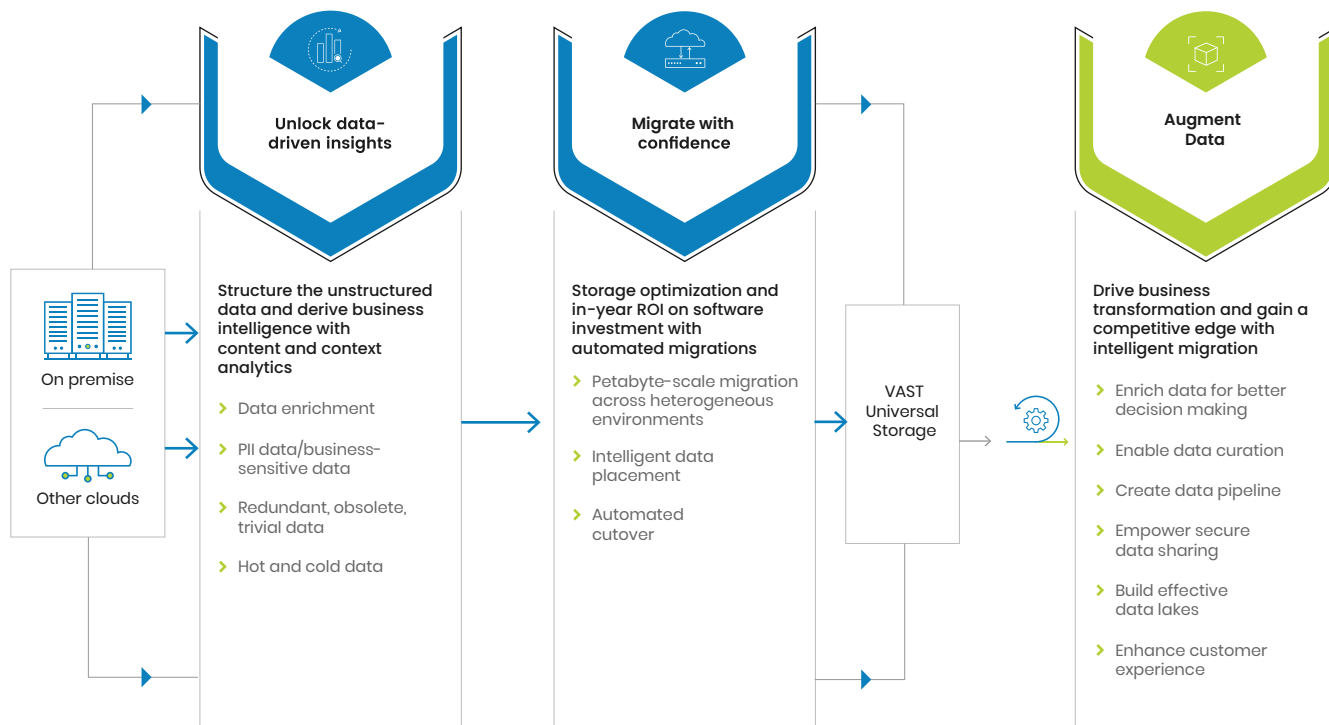 On premise
Other clouds
Unlock data-
driven insights
Structure the unstructured
data and derive business
intelligence with
content and context
analytics
Data enrichment
PII data/business-
sensitive data
Redundant, obsolete,
trivial data
Hot and cold data
Migrate with
confidence
Storage optimization and
in-year ROI on software
investment with
automated migrations
Petabyte-scale migration
across heterogeneous
environments
Intelligent data
placement
Automated
cutover
VAST
Universal
Storage
Augment
Data
Drive business
transformation and gain a
competitive edge with
intelligent migration
Enrich data for better
decision making
Enable data curation
Create data pipeline
Empower secure
data sharing
Build effective
data lakes
Enhance customer
experience